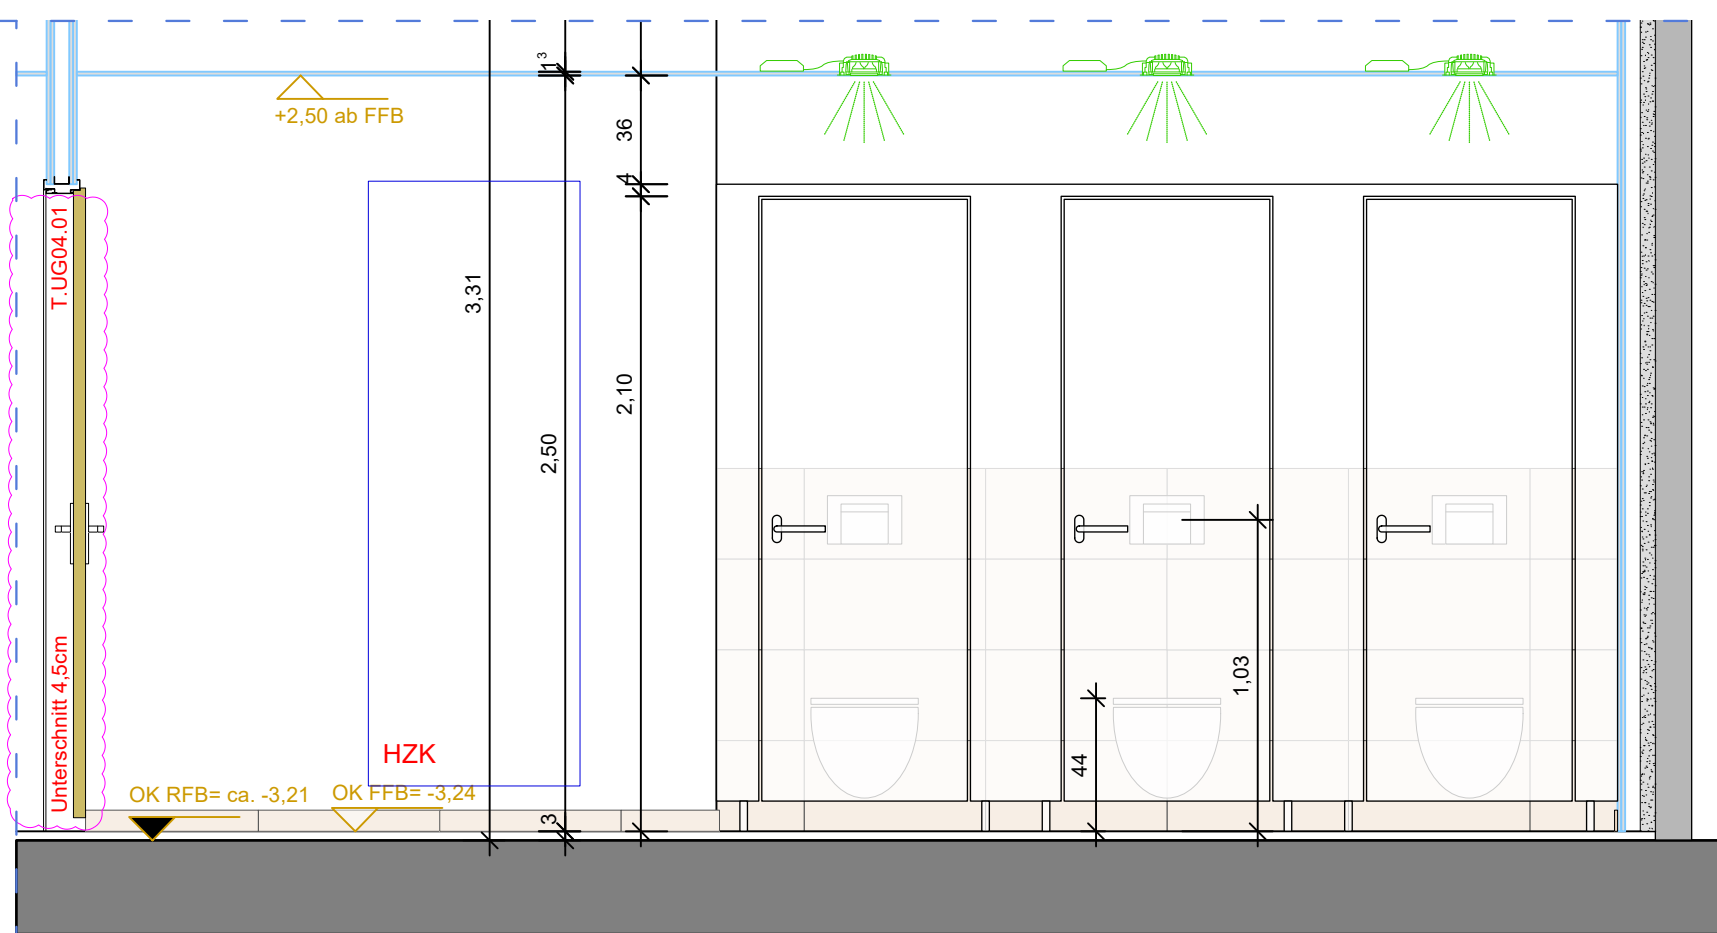 1³
+2,50 ab FFB
36
4
T.UG04.01
3,31
2,10
2,50
1,03
Unterschnitt 4,5cm
HZK
44
OK RFB= ca. -3,21
OK FFB= -3,24
3